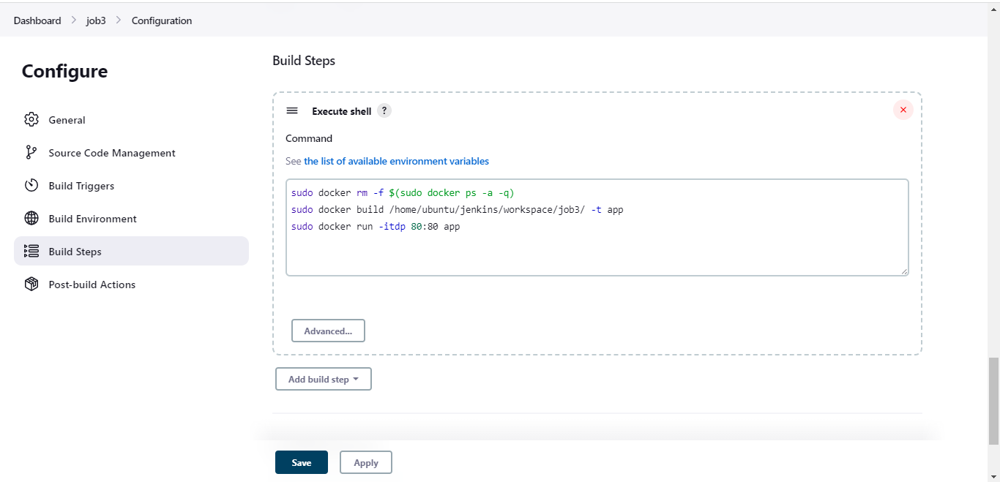 Dashboard > job3 > Configuration
Configure
General
Source Code Management
Build Triggers
Build Environment
Build Steps
Post-build Actions
Build Steps
Execute shell ?
Command
See the list of available environment variables
sudo docker rm -f $(sudo docker ps -a -q)
sudo docker build /home/ubuntu/jenkins/workspace/job3/ -t app
sudo docker run -itdp 80:80 app
Advanced...
Add build step
Save Apply